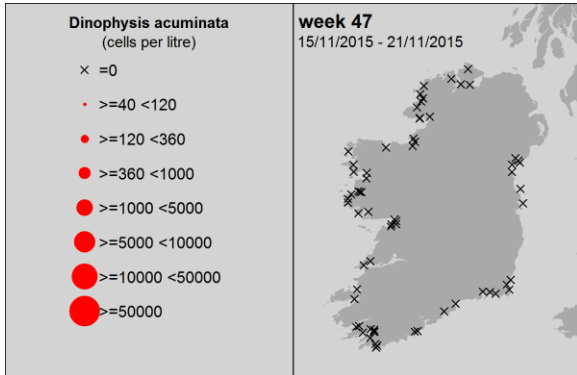 Dinophysis acuminata
(cells per litre)
=0
>=40 <120
>=120 <360
>=360 <1000
>=1000 <5000
>=5000 <10000
>=10000 <50000
>=50000
week 47
15/11/2015 - 21/11/2015